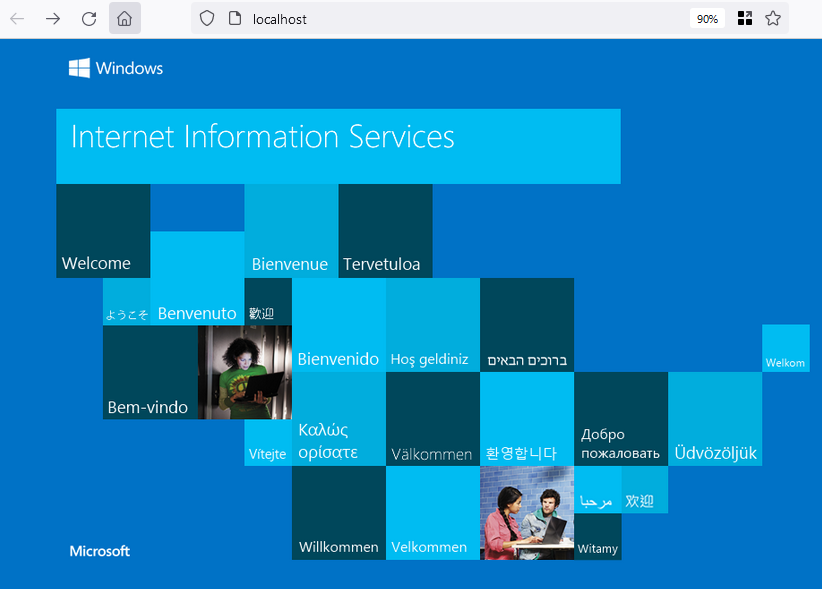 localhost
90%
Windows
Internet Information Services
Welcome
Bienvenue
Tervetuloa
ようこそ
Benvenuto
歡迎
Bienvenido
Hoş geldiniz
ברוכים הבאים
Welkom
Bem-vindo
Vítejte
Καλώς
ορίσατε
Välkommen
환영합니다
Добро
пожаловать
Üdvözöljük
مرحبا
欢迎
Willkommen
Velkommen
Witamy
Microsoft